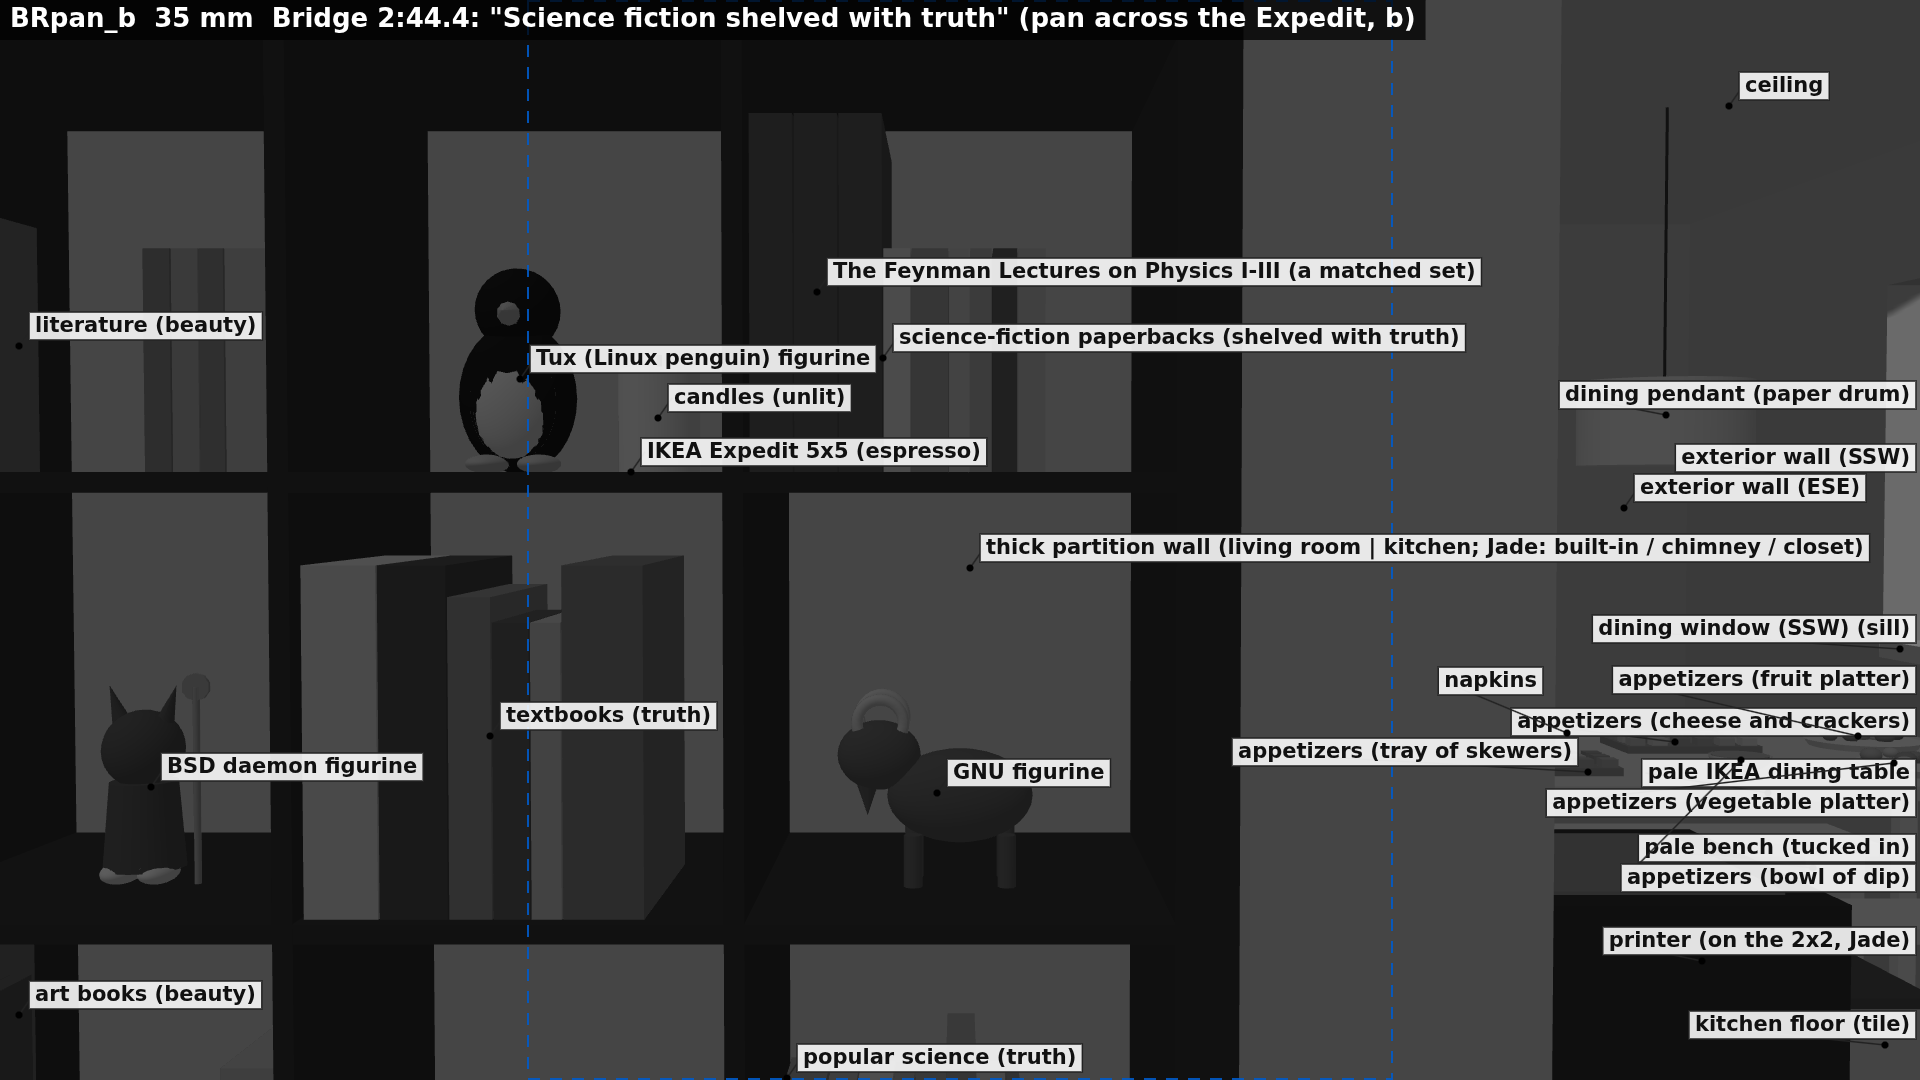 BRpan_b 35 mm Bridge 2:44.4: "Science fiction shelved with truth" (pan across the Expedit, b)
ceiling
The Feynman Lectures on Physics I-III (a matched set)
literature (beauty)
science-fiction paperbacks (shelved with truth)
Tux (Linux penguin) figurine
candles (unlit)
dining pendant (paper drum)
IKEA Expedit 5x5 (espresso)
exterior wall (SSW)
exterior wall (ESE)
thick partition wall (living room | kitchen; Jade: built-in / chimney / closet)
dining window (SSW) (sill)
napkins
appetizers (fruit platter)
textbooks (truth)
appetizers (cheese and crackers)
appetizers (tray of skewers)
BSD daemon figurine
GNU figurine
pale IKEA dining table
appetizers (vegetable platter)
pale bench (tucked in)
appetizers (bowl of dip)
printer (on the 2x2, Jade)
art books (beauty)
kitchen floor (tile)
popular science (truth)